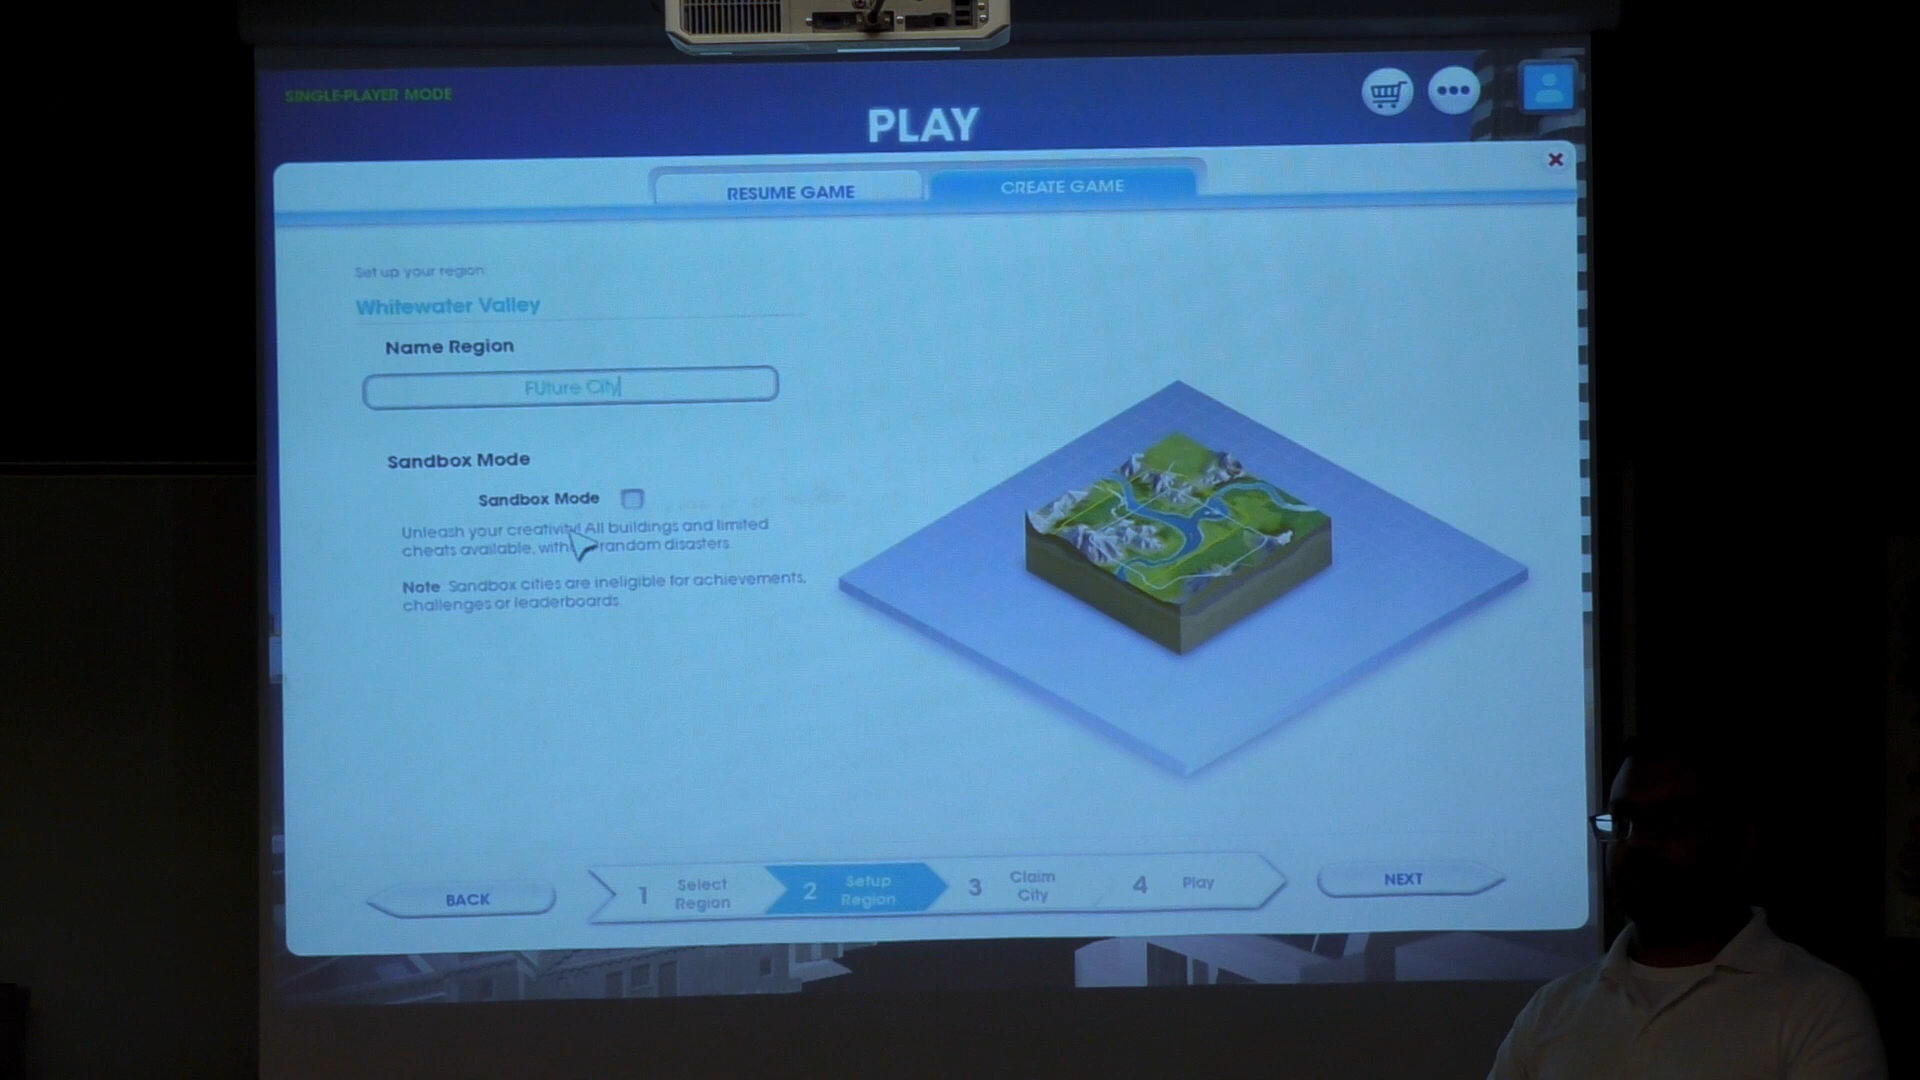 SINGLE-PLAYER MODE
PLAY
RESUME GAME
CREATE GAME
Set up your region:
Whitewater Valley
Name Region
FUture City
Sandbox Mode
Sandbox Mode
Unleash your creativity! All buildings and limited
cheats available, random disasters.
Note: Sandbox cities are ineligible for achievements,
challenges or leaderboards.
BACK
1 Select Region
2 Setup Region
3 Claim City
4 Play
NEXT